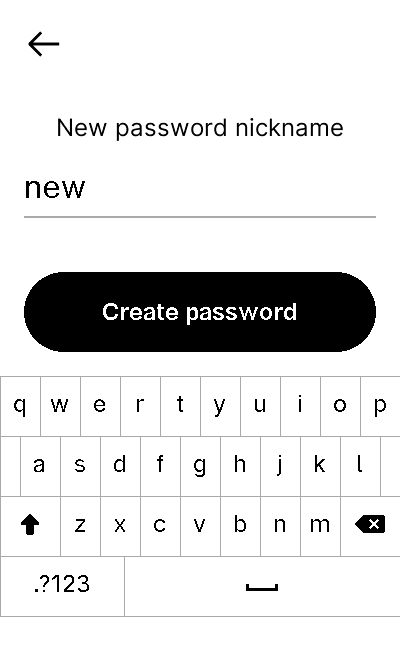 New password nickname
new
Create password
q w e r t y u i o p
a s d f g h j k l
z x c v b n m
.?123